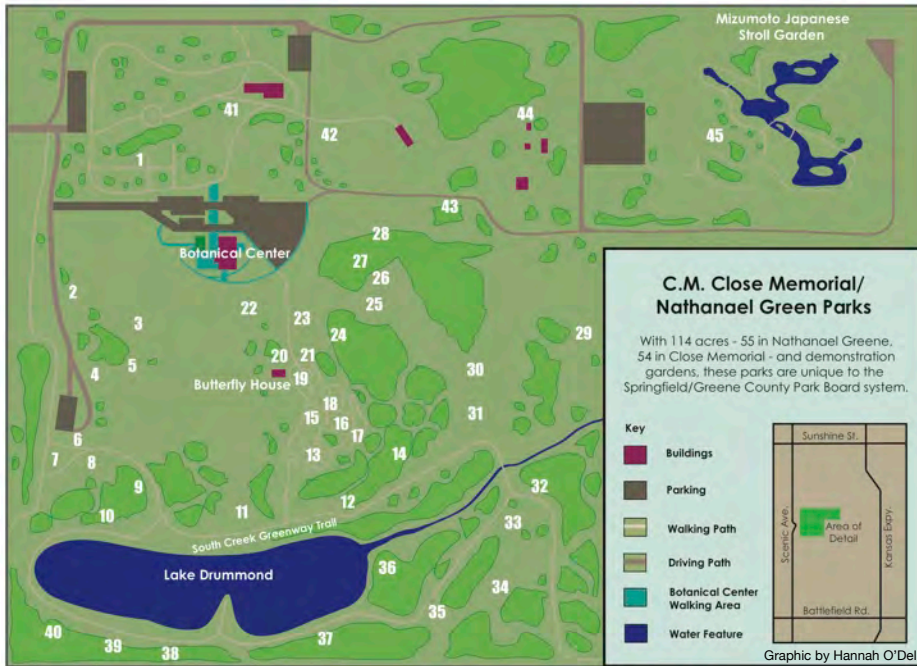 Mizumoto Japanese
Stroll Garden
41
42
44
45
1
43
28
Botanical Center
27
26
2
22
25
3
23
24
29
20
21
5
4
19
30
Butterfly House
18
15
16
31
6
17
7
8
13
14
9
12
32
10
11
South Creek Greenway Trail
33
Lake Drummond
36
34
35
40
39
38
37
C.M. Close Memorial/
Nathanael Green Parks
With 114 acres - 55 in Nathanael Greene,
54 in Close Memorial - and demonstration
gardens, these parks are unique to the
Springfield/Greene County Park Board system.
Key
Buildings
Parking
Walking Path
Driving Path
Botanical Center
Walking Area
Water Feature
Sunshine St.
Scenic Ave.
Kansas Expy.
Area of
Detail
Battlefield Rd.
Graphic by Hannah O'Del